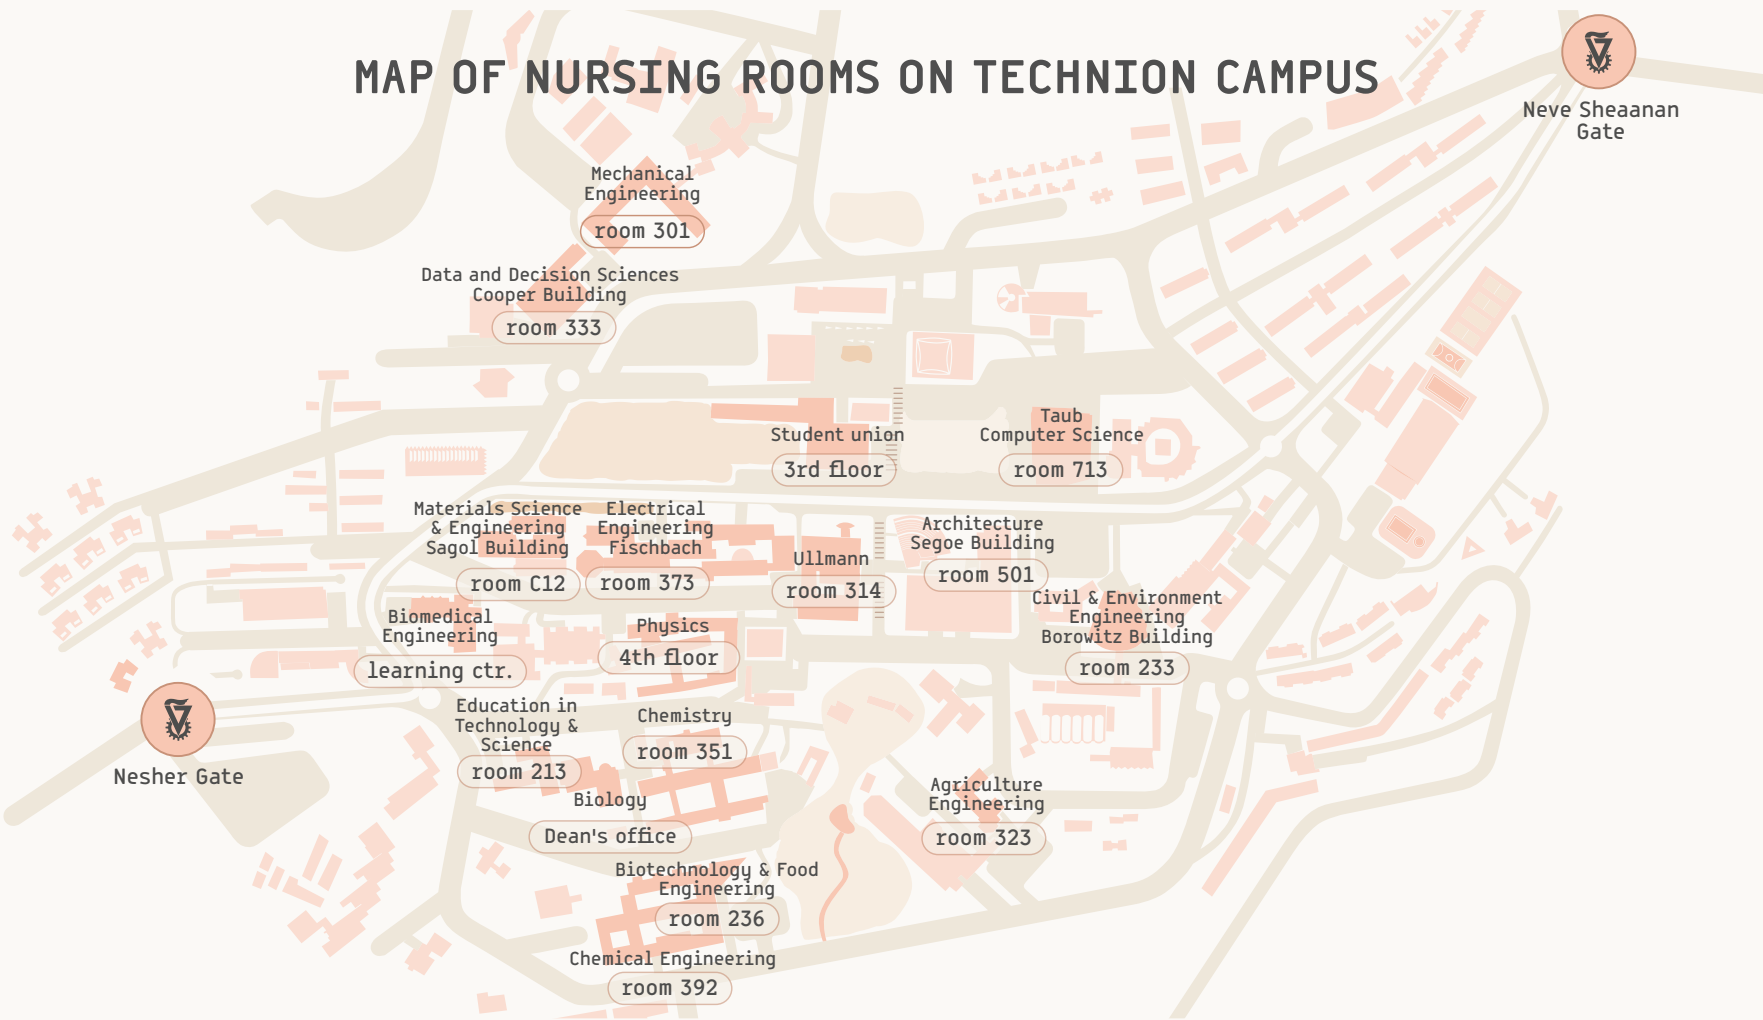 MAP OF NURSING ROOMS ON TECHNION CAMPUS
Neve Sheaanan
Gate
Mechanical
Engineering
room 301
Data and Decision Sciences
Cooper Building
room 333
Student union
3rd floor
Taub
Computer Science
room 713
Materials Science
& Engineering
Sagol Building
room C12
Electrical
Engineering
Fischbach
room 373
Ullmann
room 314
Architecture
Segoe Building
room 501
Civil & Environment
Engineering
Borowitz Building
room 233
Biomedical
Engineering
learning ctr.
Physics
4th floor
Nesher Gate
Education in
Technology &
Science
room 213
Chemistry
room 351
Biology
Dean's office
Agriculture
Engineering
room 323
Biotechnology & Food
Engineering
room 236
Chemical Engineering
room 392